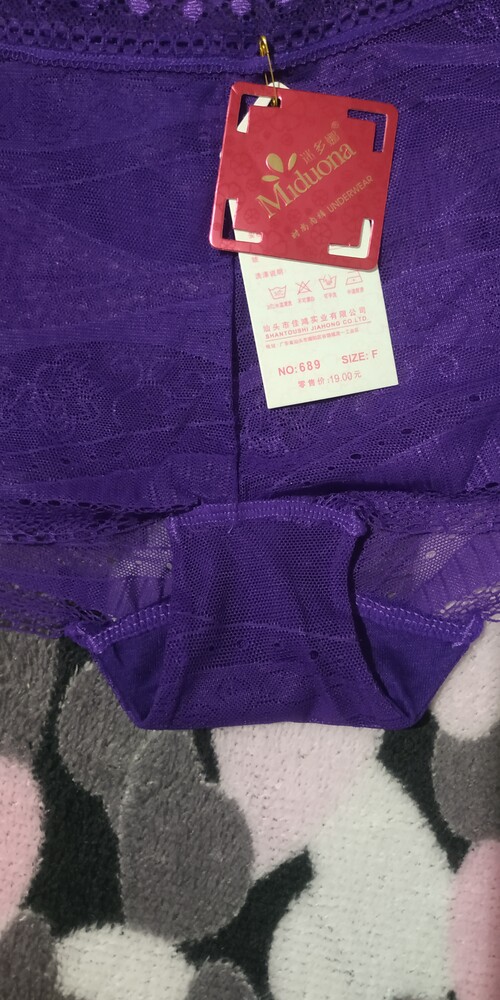 咪多娜®
Miduona
时尚内裤 UNDERWEAR
洗涤说明:
汕头市佳鸿实业有限公司
SHANTOUSHI JIAHONG CO.LTD
NO:689 SIZE: F
零售价:19.00元